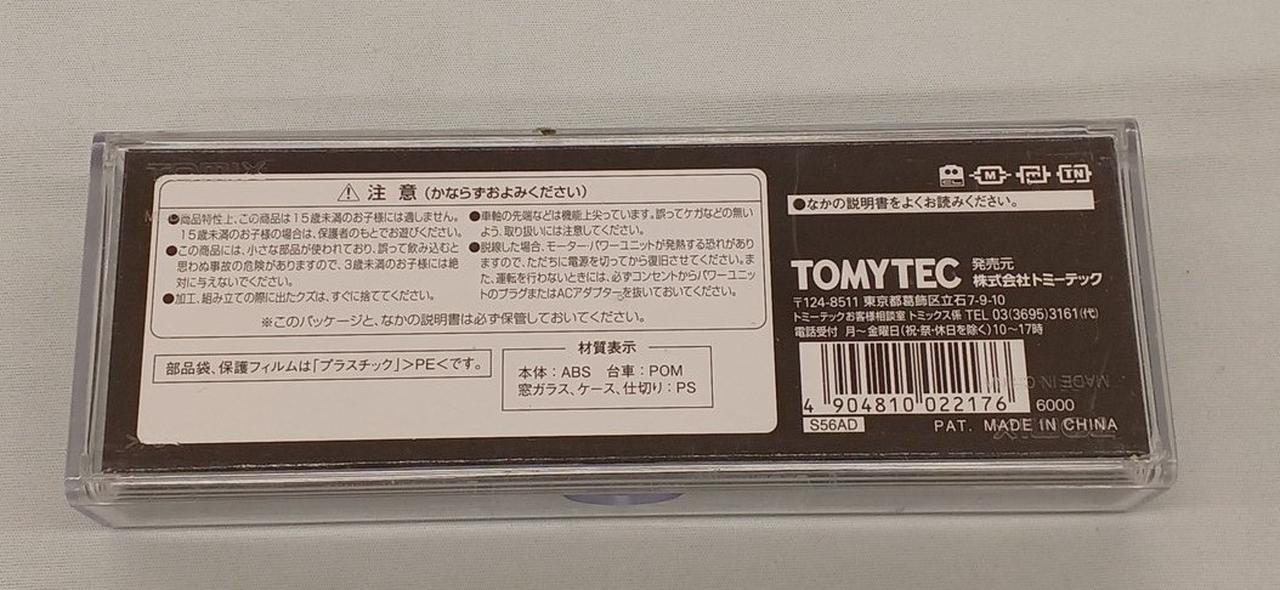 TOMIX
⚠ 注 意 (かならずおよみください)
●商品特性上、この商品は15歳未満のお子様には適しません。
15歳未満のお子様の場合は、保護者のもとでお遊びください。
●この商品には、小さな部品が使われており、誤って飲み込むと
思わぬ事故の危険がありますので、3歳未満のお子様には絶
対に与えないでください。
●加工、組み立ての際に出たクズは、すぐに捨ててください。
●車軸の先端などは機能上尖っています。誤ってケガなどの無い
よう、取り扱いには注意してください。
●脱線した場合、モーター・パワーユニットが発熱する恐れがあり
ますので、ただちに電源を切ってから復旧させてください。ま
た、運転を行わないときには、必ずコンセントからパワーユニッ
トのプラグまたはACアダプターを抜いておいてください。
※このパッケージと、なかの説明書は必ず保管しておいてください。
部品袋、保護フィルムは「プラスチック」>PE<です。
材質表示
本体:ABS 台車:POM
窓ガラス、ケース、仕切り:PS
M TN
●なかの説明書をよくお読みください。
TOMYTEC 発売元
株式会社トミーテック
〒124-8511 東京都葛飾区立石7-9-10
トミーテックお客様相談室 トミックス係 TEL 03(3695)3161(代)
電話受付 月～金曜日(祝・祭・休日を除く)10～17時
4 904810 022176
6000
S56AD
PAT. MADE IN CHINA
MADE IN CHINA
TOMIX